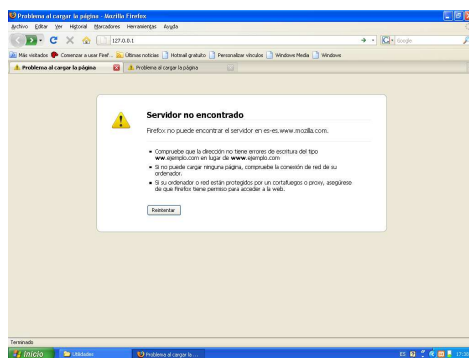 Problema al cargar la página - Mozilla Firefox
Archivo Editar Ver Historial Marcadores Herramientas Ayuda
127.0.0.1
Google
Más visitados Comenzar a usar Firef... Últimas noticias Hotmail gratuito Personalizar vínculos Windows Media Windows
Problema al cargar la página
Problema al cargar la página
Servidor no encontrado
Firefox no puede encontrar el servidor en es-es.www.mozilla.com.
Compruebe que la dirección no tiene errores de escritura del tipo
ww.ejemplo.com en lugar de www.ejemplo.com
Si no puede cargar ninguna página, compruebe la conexión de red de su
ordenador.
Si su ordenador o red están protegidos por un cortafuegos o proxy, asegúrese
de que Firefox tiene permiso para acceder a la web.
Reintentar
Terminado
Inicio
Utilidades
Problema al cargar la ...
ES